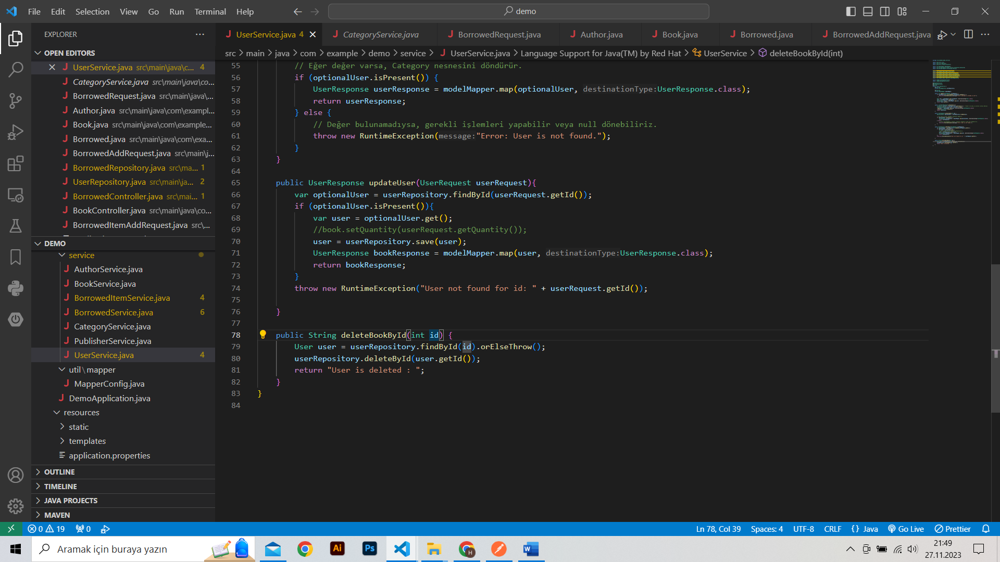 File Edit Selection View Go Run Terminal Help
demo
EXPLORER
OPEN EDITORS
UserService.java src\main\java\c... 4
CategoryService.java src\main\java\co...
BorrowedRequest.java src\main\java\...
Author.java src\main\java\com\exampl...
Book.java src\main\java\com\example...
Borrowed.java src\main\java\com\exa...
BorrowedAddRequest.java src\main\j...
BorrowedRepository.java src\ma... 1
UserRepository.java src\main\ja... 2
BorrowedController.java src\mai... 1
BookController.java src\main\java\co...
BorrowedItemAddRequest.java src\...
DEMO
service
AuthorService.java
BookService.java
BorrowedItemService.java 4
BorrowedService.java 6
CategoryService.java
PublisherService.java
UserService.java 4
util\mapper
MapperConfig.java
DemoApplication.java
resources
static
templates
application.properties
OUTLINE
TIMELINE
JAVA PROJECTS
MAVEN
UserService.java 4 CategoryService.java BorrowedRequest.java Author.java Book.java Borrowed.java BorrowedAddRequest.java
src > main > java > com > example > demo > service > UserService.java > Language Support for Java(TM) by Red Hat > UserService > deleteBookById(int)
55 // Eğer değer varsa, Category nesnesini döndürür.
56 if (optionalUser.isPresent()) {
57 UserResponse userResponse = modelMapper.map(optionalUser, destinationType:UserResponse.class);
58 return userResponse;
59 } else {
60 // Değer bulunamadıysa, gerekli işlemleri yapabilir veya null dönebiliriz.
61 throw new RuntimeException(message:"Error: User is not found.");
62 }
63 }
64
65 public UserResponse updateUser(UserRequest userRequest){
66 var optionalUser = userRepository.findById(userRequest.getId());
67 if (optionalUser.isPresent()){
68 var user = optionalUser.get();
69 //book.setQuantity(userRequest.getQuantity());
70 user = userRepository.save(user);
71 UserResponse bookResponse = modelMapper.map(user, destinationType:UserResponse.class);
72 return bookResponse;
73 }
74 throw new RuntimeException("User not found for id: " + userRequest.getId());
75
76 }
77
78 public String deleteBookById(int id) {
79 User user = userRepository.findById(id).orElseThrow();
80 userRepository.deleteById(user.getId());
81 return "User is deleted : ";
82 }
83 }
84
0 19 0
Ln 78, Col 39 Spaces: 4 UTF-8 CRLF {} Java Go Live Prettier
Aramak için buraya yazın
Ai
Ps
H
W
21:49
27.11.2023